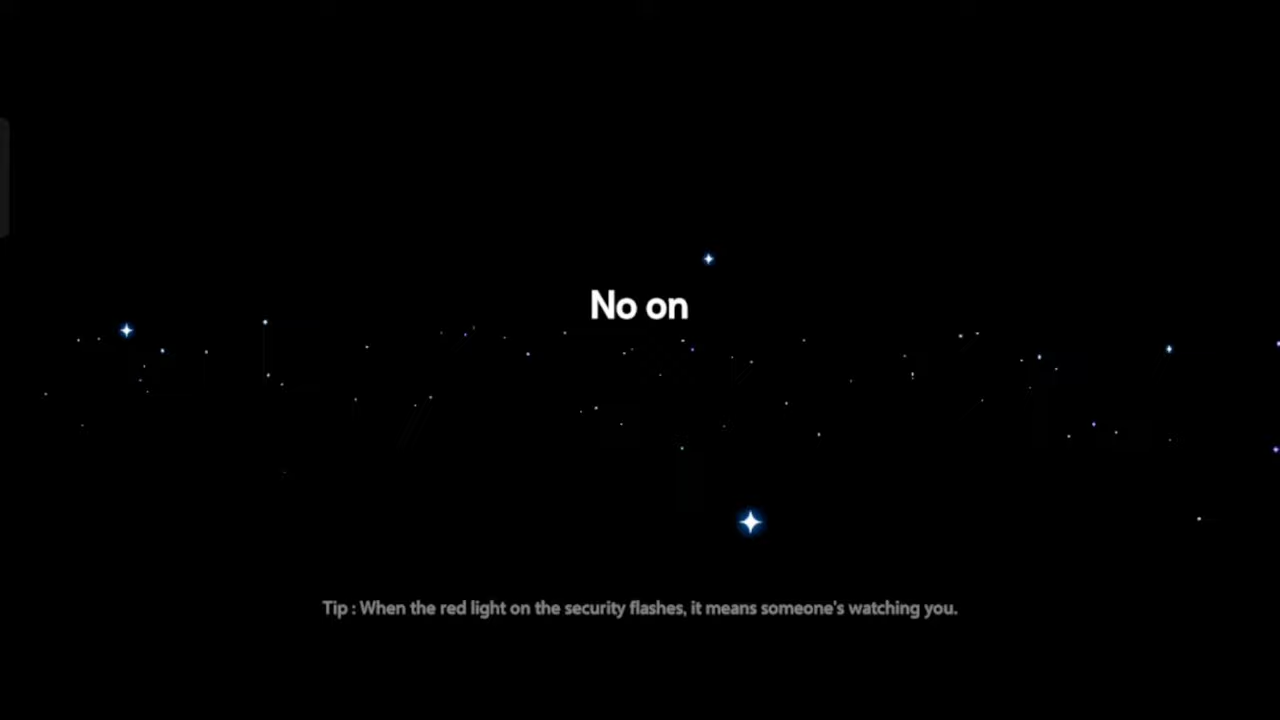 No on
Tip : When the red light on the security flashes, it means someone's watching you.